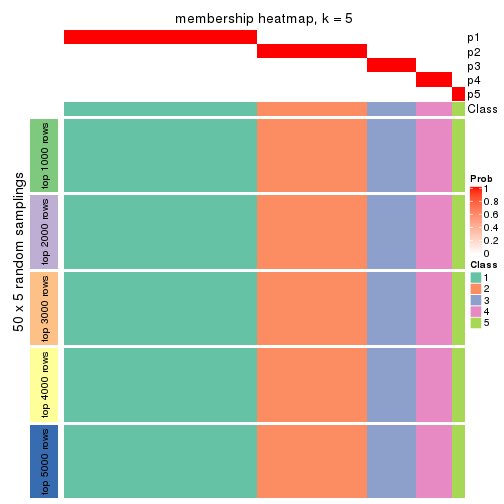 membership heatmap, k = 5
p1
p2
p3
p4
p5
Class
50 x 5 random samplings
top 1000 rows
top 2000 rows
top 3000 rows
top 4000 rows
top 5000 rows
Prob
1
0.8
0.6
0.4
0.2
0
Class
1
2
3
4
5